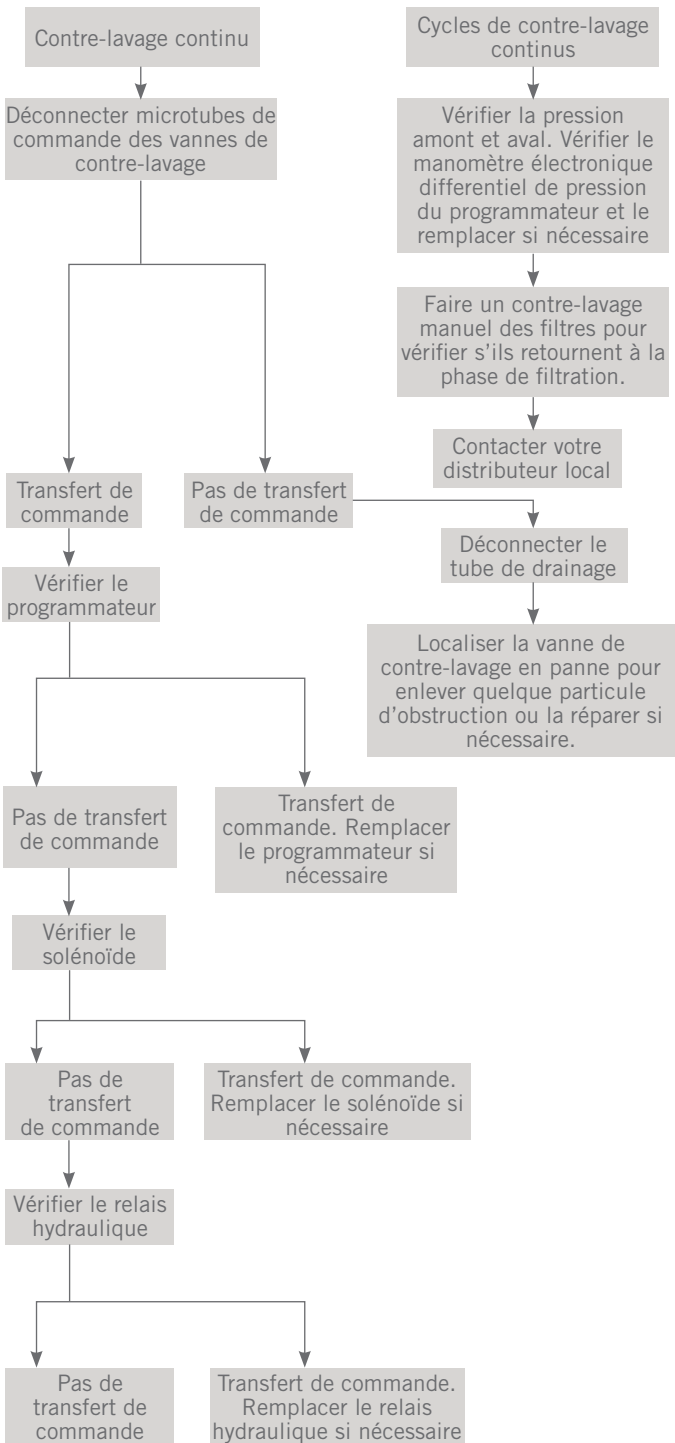 Contre-lavage continu
Déconnecter microtubes de
commande des vannes de
contre-lavage
Transfert de
commande
Pas de transfert
de commande
Vérifier le
programmateur
Pas de transfert
de commande
Transfert de
commande. Remplacer
le programmateur si
nécessaire
Vérifier le
solénoïde
Pas de
transfert
de commande
Transfert de commande.
Remplacer le solénoïde si
nécessaire
Vérifier le relais
hydraulique
Pas de
transfert de
commande
Transfert de commande.
Remplacer le relais
hydraulique si nécessaire
Cycles de contre-lavage
continus
Vérifier la pression
amont et aval. Vérifier le
manomètre électronique
differentiel de pression
du programmateur et le
remplacer si nécessaire
Faire un contre-lavage
manuel des filtres pour
vérifier s'ils retournent à la
phase de filtration.
Contacter votre
distributeur local
Déconnecter le
tube de drainage
Localiser la vanne de
contre-lavage en panne pour
enlever quelque particule
d'obstruction ou la réparer si
nécessaire.